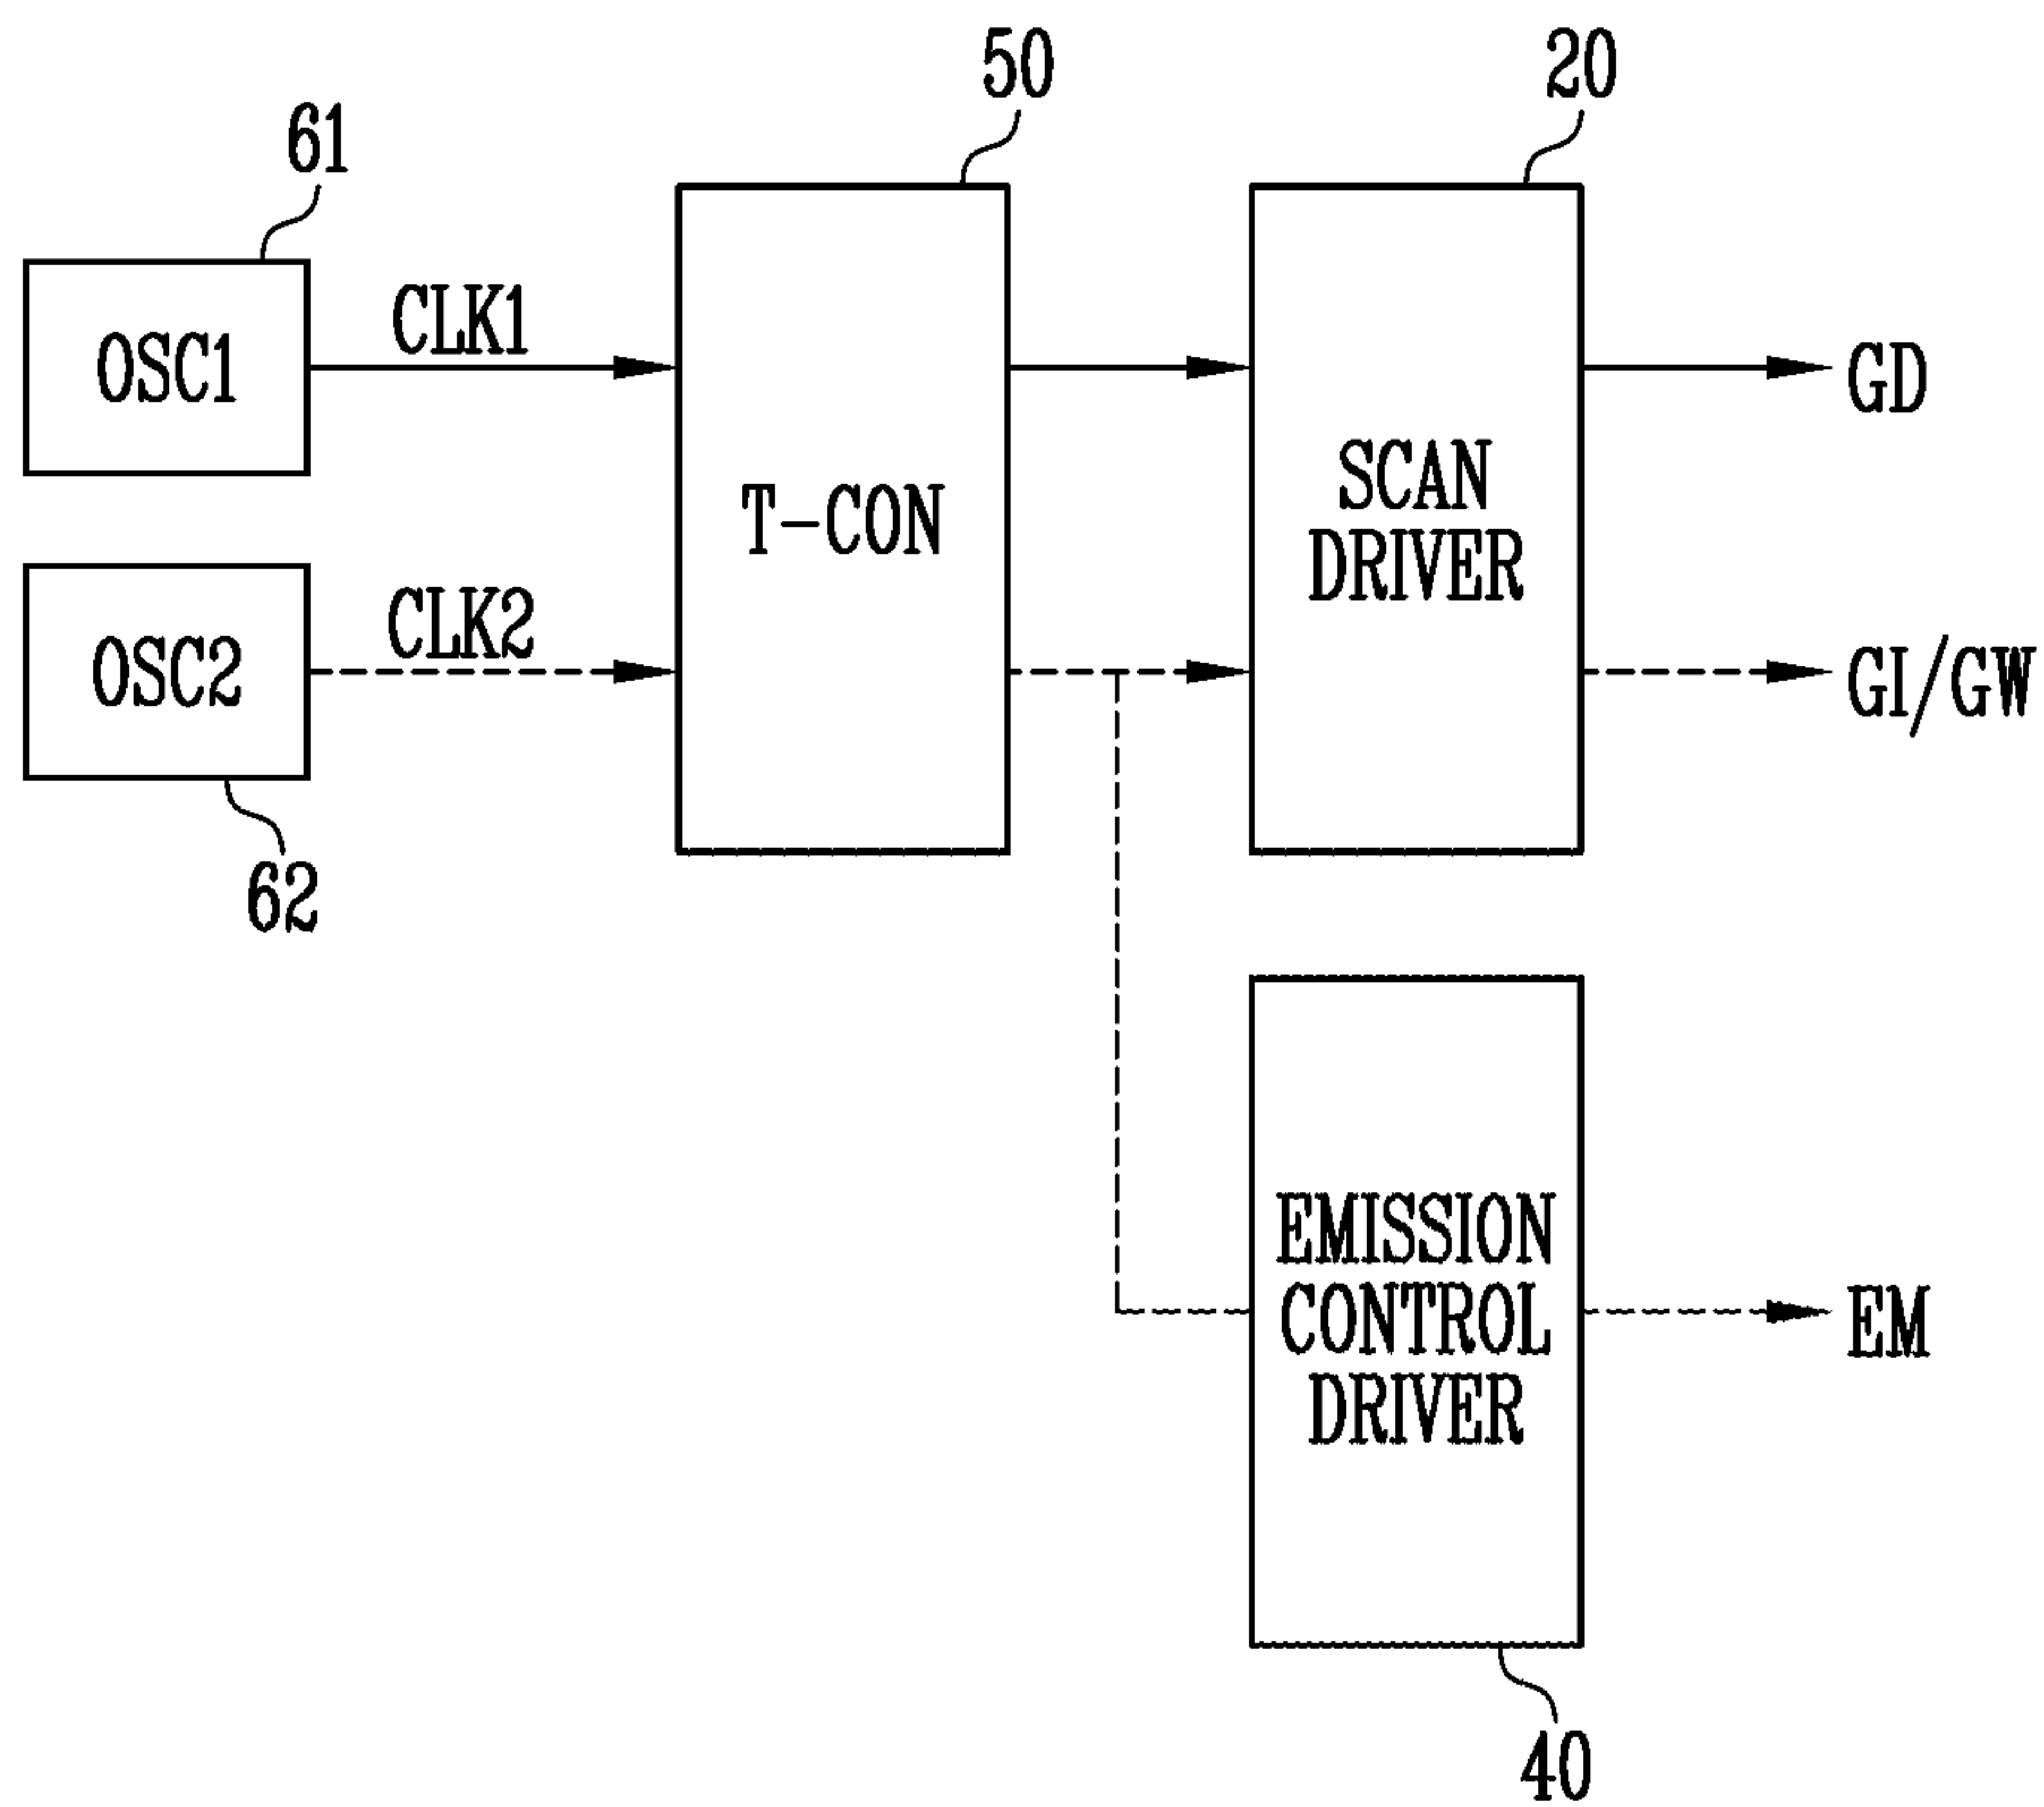 50
20
61
OSC1
CLK1
GD
T-CON
SCAN
DRIVER
OSC2
CLK2
GI/GW
62
EMISSION
CONTROL
DRIVER
EM
40